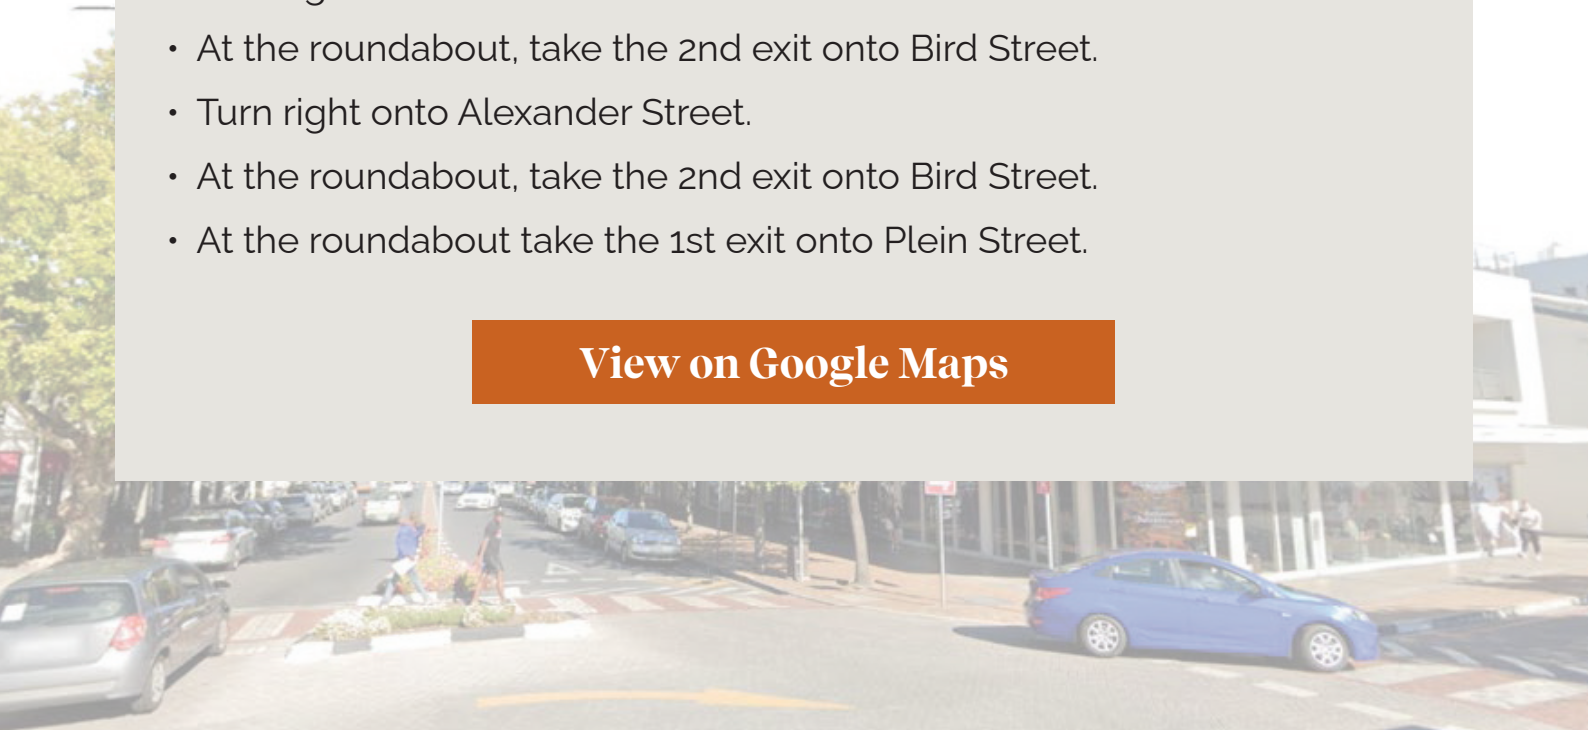 • At the roundabout, take the 2nd exit onto Bird Street.
• Turn right onto Alexander Street.
• At the roundabout, take the 2nd exit onto Bird Street.
• At the roundabout take the 1st exit onto Plein Street.
View on Google Maps